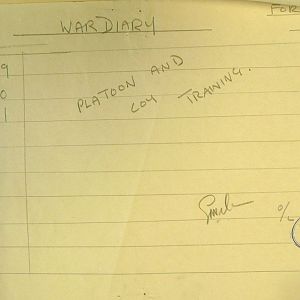 WAR DIARY
FOR
9
0
1
PLATOON AND
COY TRAINING.